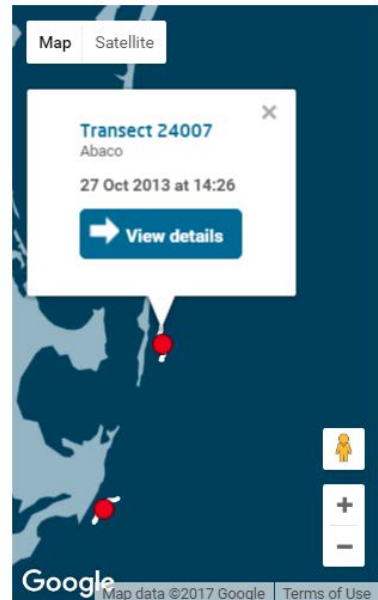 Map Satellite
Transect 24007
Abaco
27 Oct 2013 at 14:26
View details
Google
Map data ©2017 Google Terms of Use